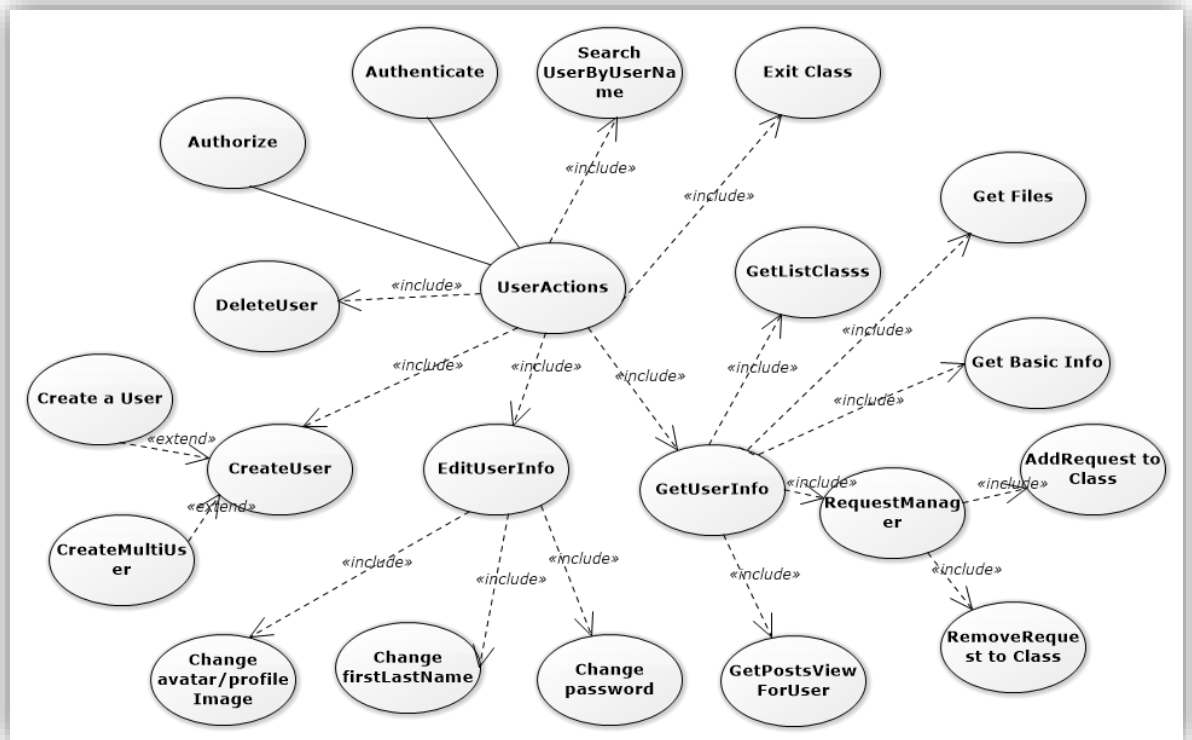 Search
UserByUserNa
me
Authenticate
Exit Class
Authorize
«include»
«include»
Get Files
GetListClasss
UserActions
«include»
DeleteUser
«include»
«include»
«include»
«include»
«include»
Get Basic Info
«include»
Create a User
«extend»
CreateUser
EditUserInfo
GetUserInfo
AddRequest to
Class
«include»
«include»
RequestManag
er
«extend»
CreateMultiUs
er
«include»
«include»
«include»
«include»
«include»
Change
avatar/profile
Image
Change
firstLastName
Change
password
GetPostsView
ForUser
RemoveReque
st to Class